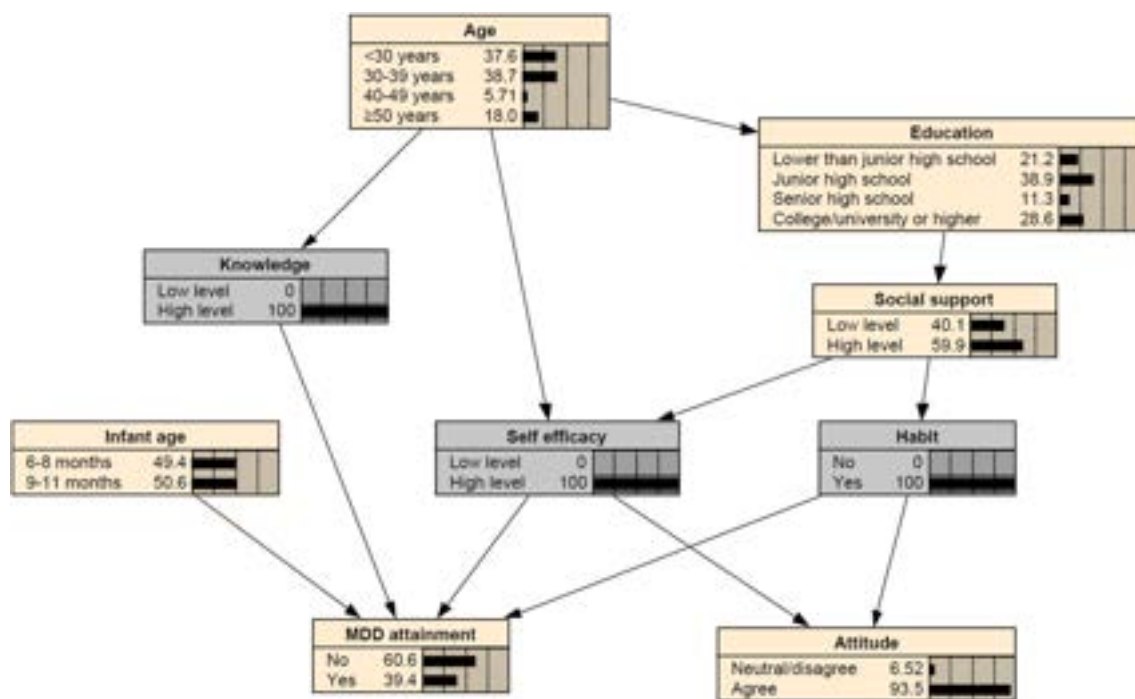 Age
<30 years 37.6
30-39 years 38.7
40-49 years 5.71
≥50 years 18.0
Education
Lower than junior high school 21.2
Junior high school 38.9
Senior high school 11.3
College/university or higher 28.6
Knowledge
Low level 0
High level 100
Social support
Low level 40.1
High level 59.9
Infant age
6-8 months 49.4
9-11 months 50.6
Self efficacy
Low level 0
High level 100
Habit
No 0
Yes 100
MDD attainment
No 60.6
Yes 39.4
Attitude
Neutral/disagree 6.52
Agree 93.5